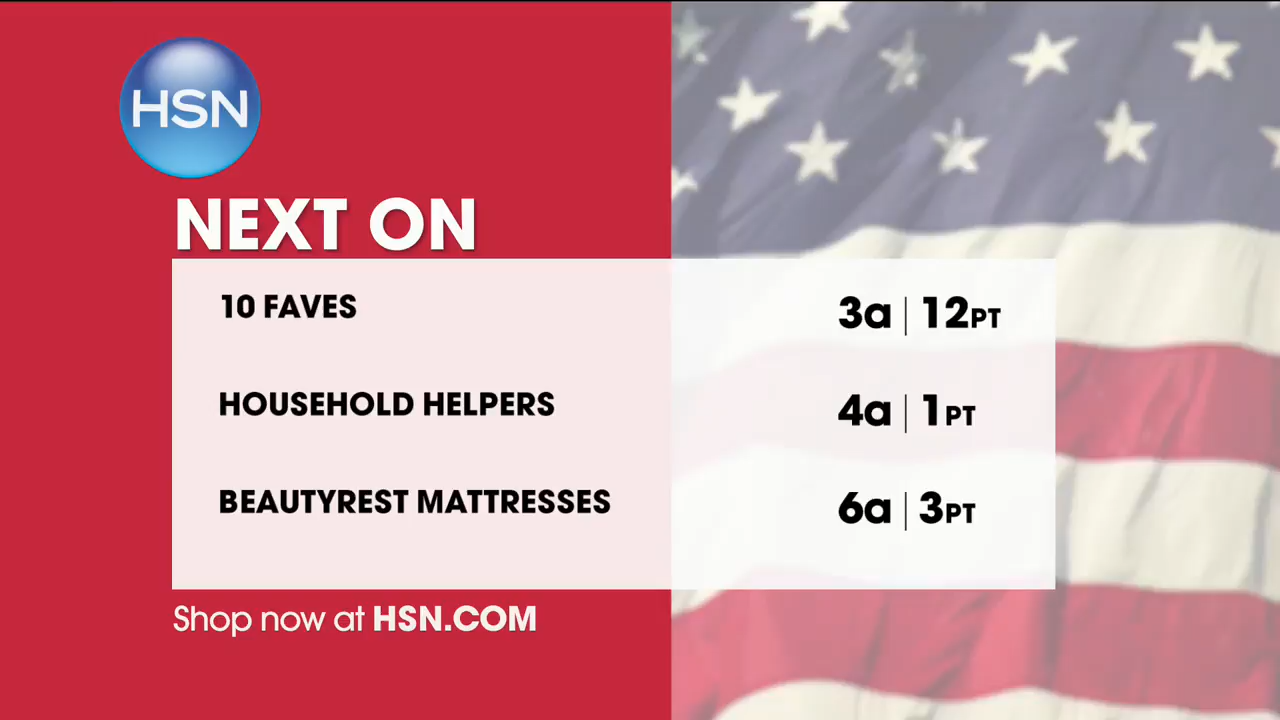 HSN
NEXT ON
10 FAVES 3a | 12PT
HOUSEHOLD HELPERS 4a | 1PT
BEAUTYREST MATTRESSES 6a | 3PT
Shop now at HSN.COM